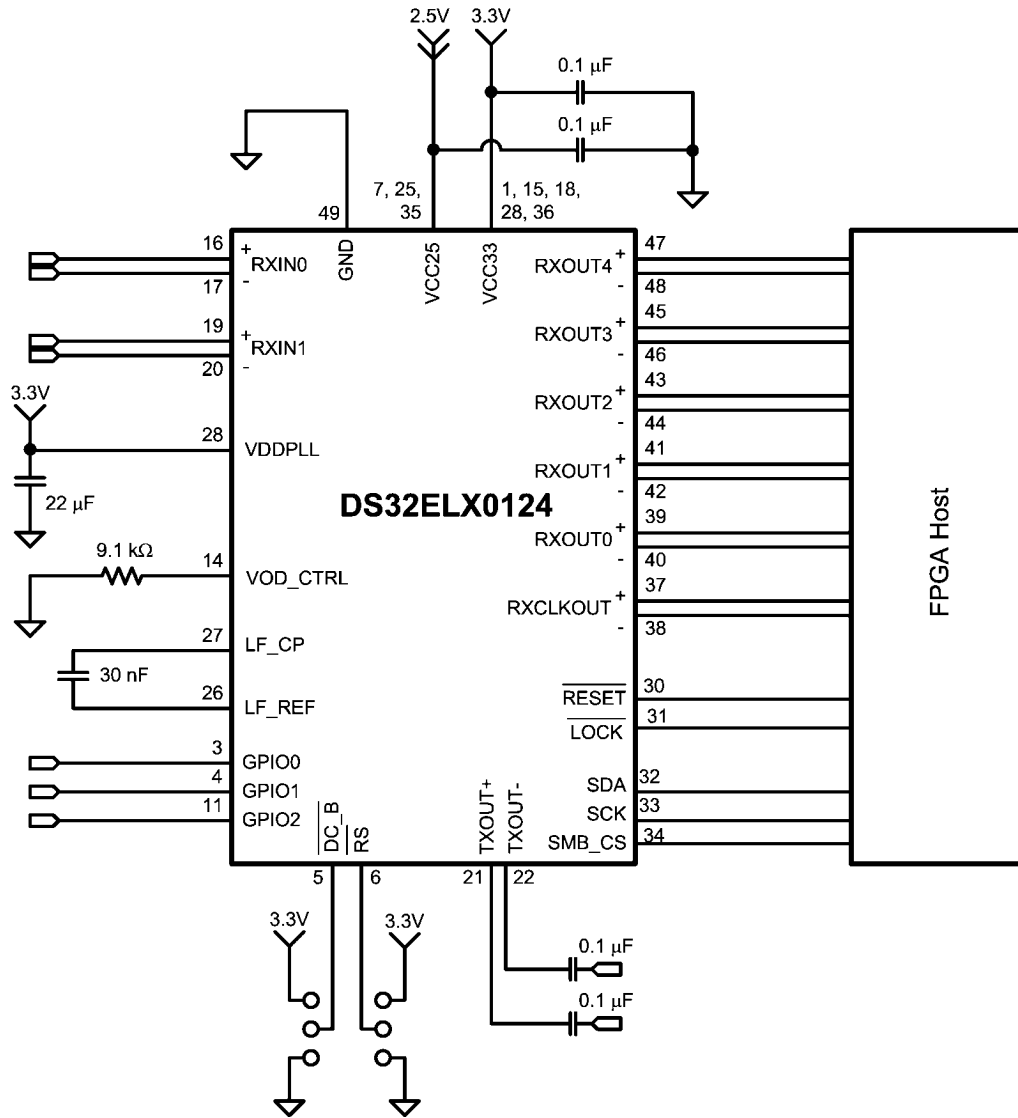 2.5V 3.3V
0.1 µF
0.1 µF
7, 25, 1, 15, 18,
49 35 28, 36
16 47
+ RXIN0 GND VCC25 VCC33 RXOUT4 +
17 - - 48
19 45
+ RXIN1 RXOUT3 +
20 - - 46
3.3V 43
RXOUT2 +
28 - 44
VDDPLL 41
RXOUT1 +
22 µF - 42
DS32ELX0124
39
9.1 kΩ RXOUT0 +
14 - 40
VOD_CTRL 37
RXCLKOUT +
27 - 38
LF_CP
30 nF
26 RESET 30
LF_REF LOCK 31
3
GPIO0
4 SDA 32
GPIO1
11 SCK 33
GPIO2 SMB_CS 34
DC_B RS TXOUT+ TXOUT-
5 6 21 22
3.3V 3.3V
0.1 µF
0.1 µF
FPGA Host